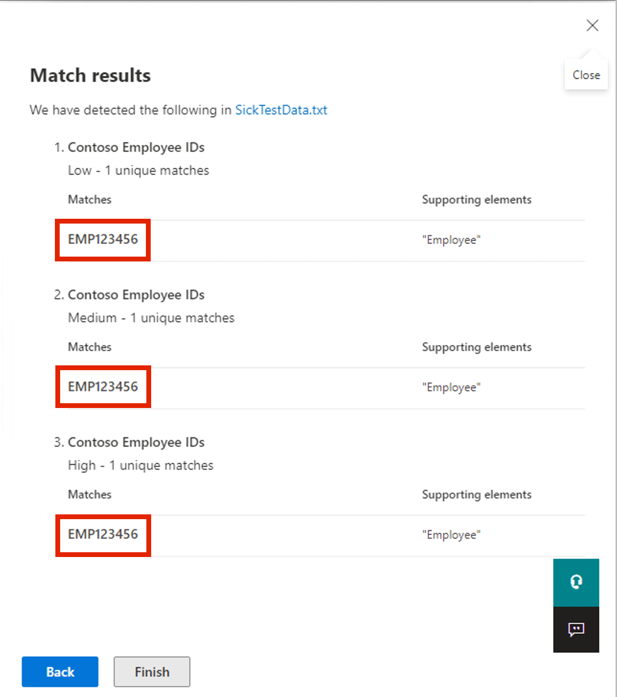 Close
Match results
We have detected the following in SickTestData.txt
1. Contoso Employee IDs
Low - 1 unique matches
Matches Supporting elements
EMP123456 "Employee"
2. Contoso Employee IDs
Medium - 1 unique matches
Matches Supporting elements
EMP123456 "Employee"
3. Contoso Employee IDs
High - 1 unique matches
Matches Supporting elements
EMP123456 "Employee"
Back Finish